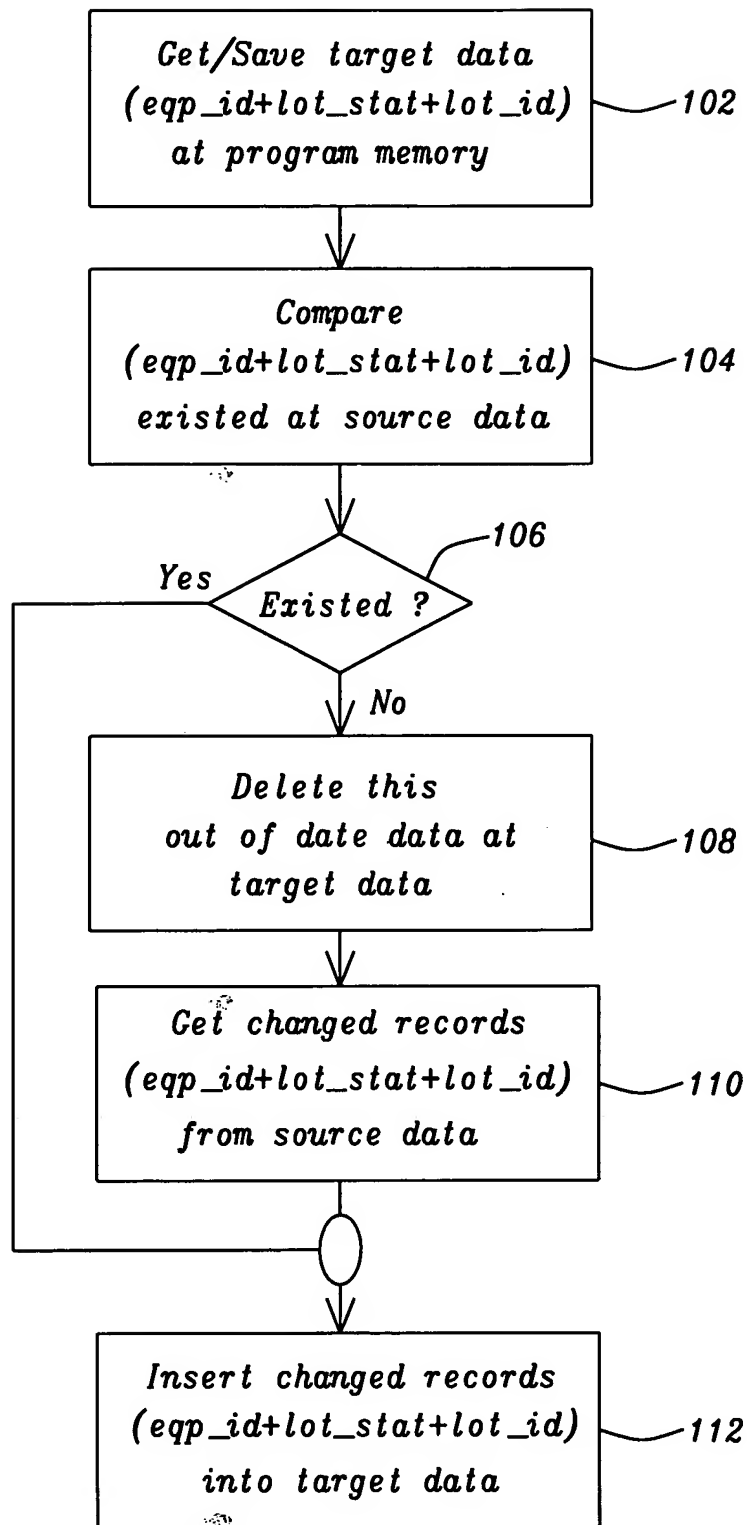 Get/Save target data
(eqp_id+lot_stat+lot_id)
at program memory
102
Compare
(eqp_id+lot_stat+lot_id)
existed at source data
104
106
Yes
Existed ?
No
Delete this
out of date data at
target data
108
Get changed records
(eqp_id+lot_stat+lot_id)
from source data
110
Insert changed records
(eqp_id+lot_stat+lot_id)
into target data
112